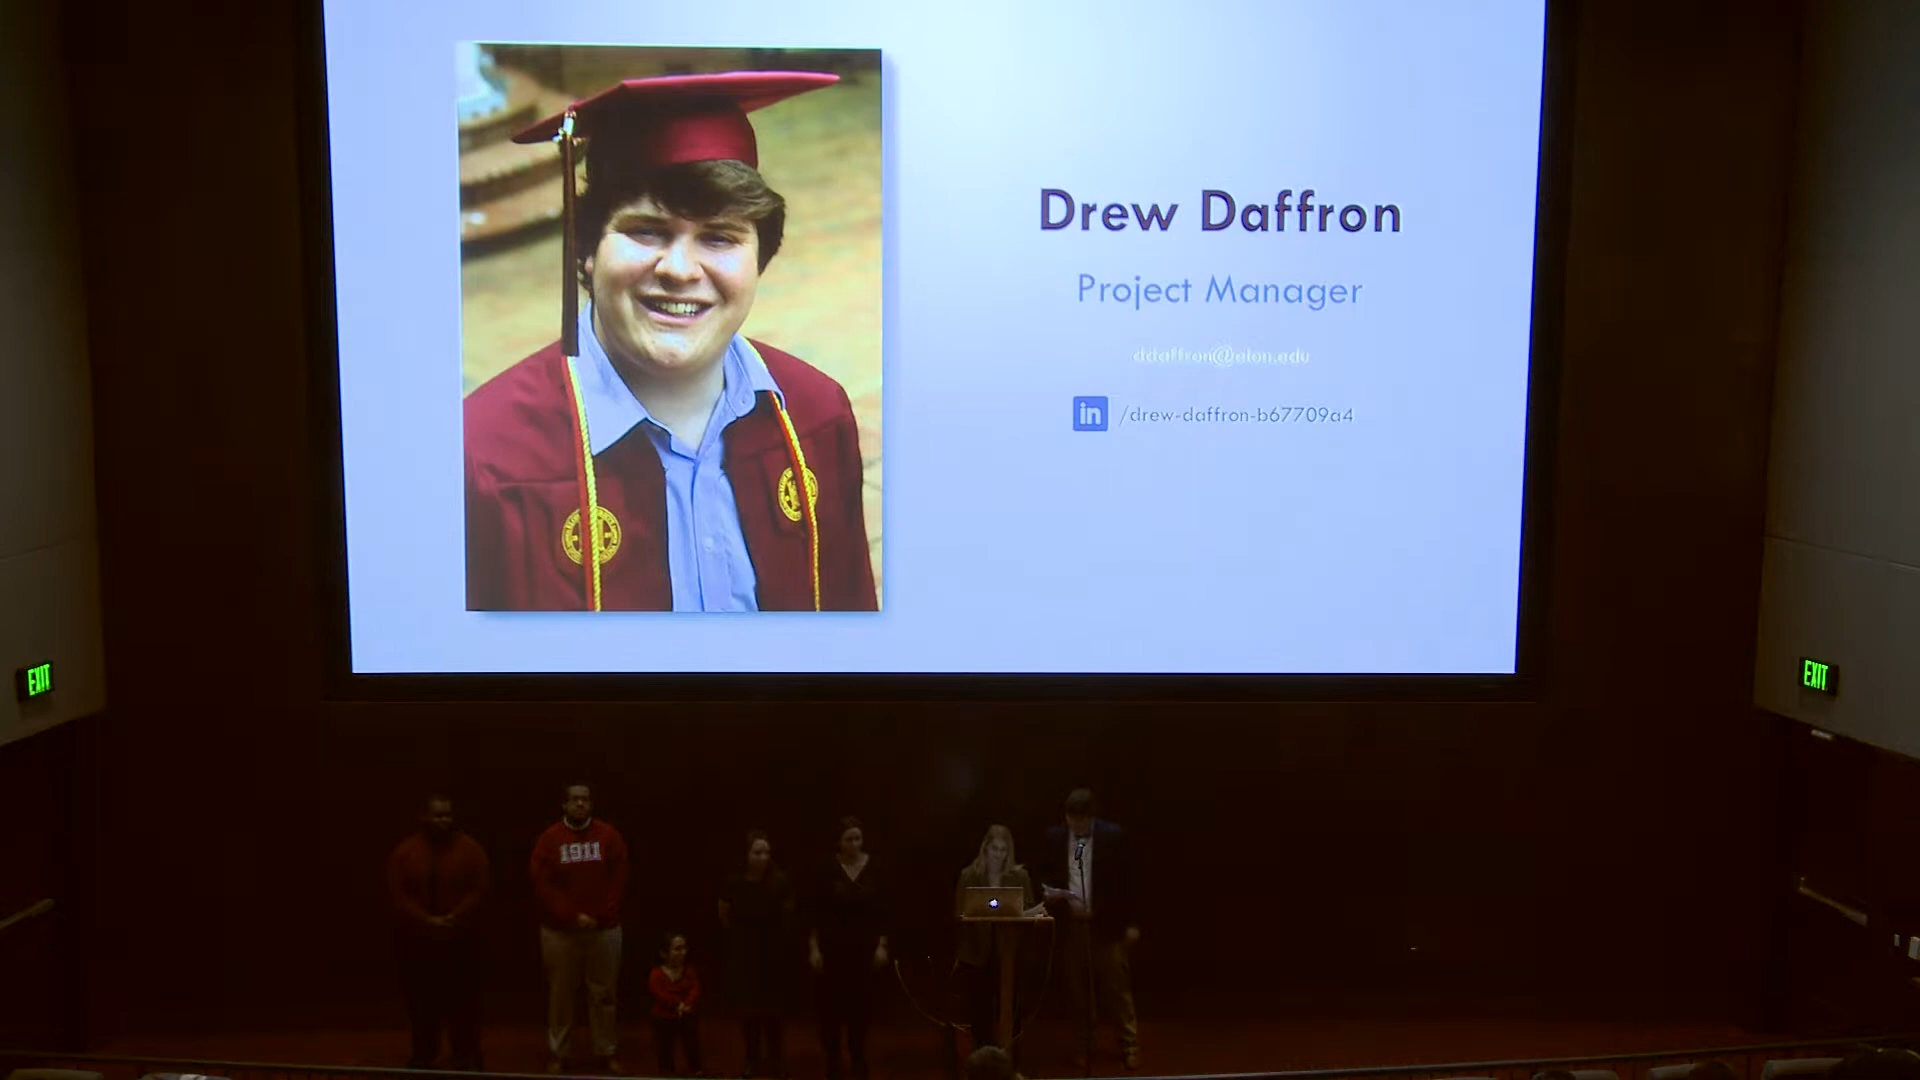 Drew Daffron
Project Manager
ddaffron@elon.edu
in /drew-daffron-b67709a4
EXIT
EXIT
1911